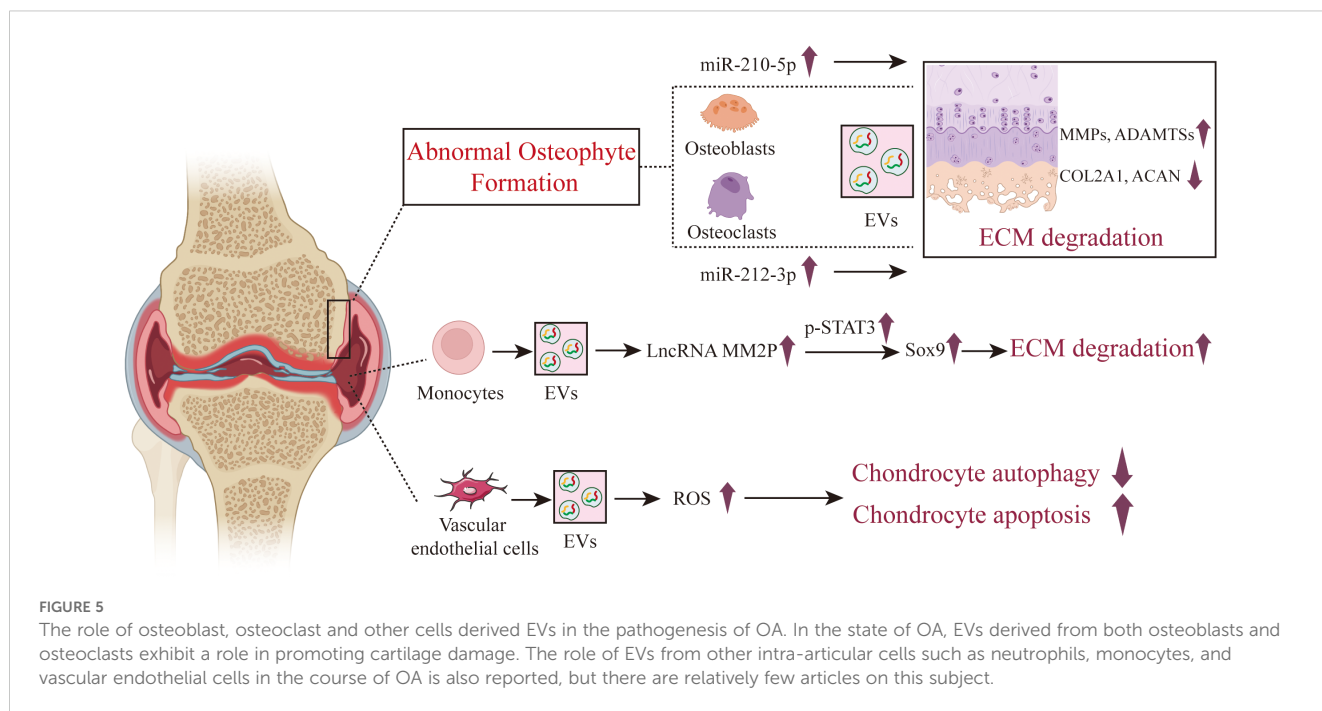 miR-210-5p
Abnormal Osteophyte
Formation
Osteoblasts
Osteoclasts
EVs
MMPs, ADAMTSs
COL2A1, ACAN
ECM degradation
miR-212-3p
Monocytes
EVs
LncRNA MM2P
p-STAT3
Sox9
ECM degradation
Vascular
endothelial cells
EVs
ROS
Chondrocyte autophagy
Chondrocyte apoptosis
FIGURE 5
The role of osteoblast, osteoclast and other cells derived EVs in the pathogenesis of OA. In the state of OA, EVs derived from both osteoblasts and
osteoclasts exhibit a role in promoting cartilage damage. The role of EVs from other intra-articular cells such as neutrophils, monocytes, and
vascular endothelial cells in the course of OA is also reported, but there are relatively few articles on this subject.